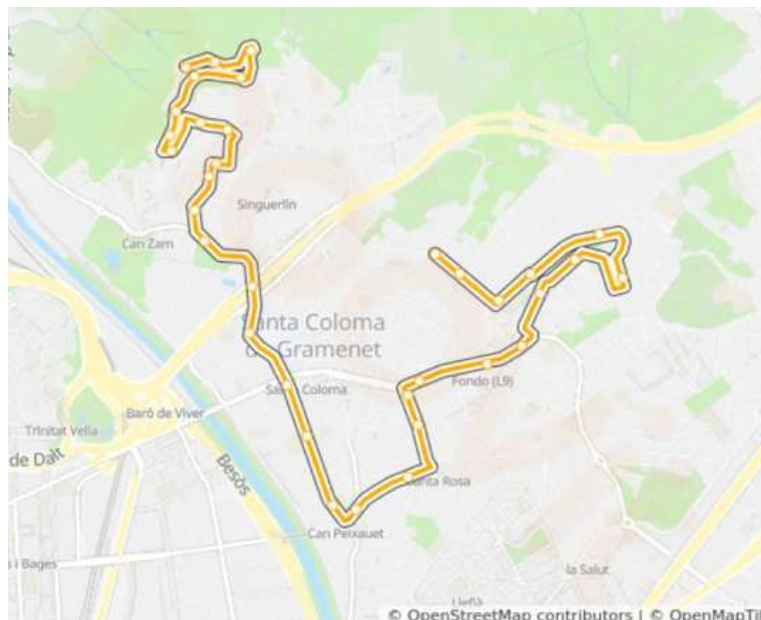 Singuerlín
Can Zam
Santa Coloma
de Gramenet
Santa Coloma
Fondo (L9)
Baró de Viver
Trinitat Vella
de Dalt
Besòs
Santa Rosa
Can Peixauet
i Bages
la Salut
Llefià
© OpenStreetMap contributors | © OpenMapTil